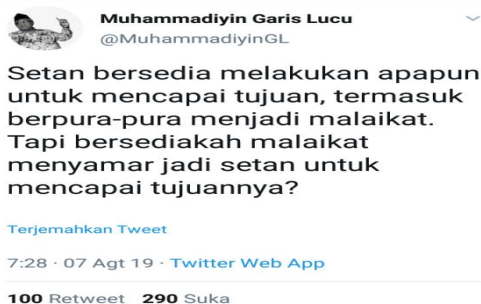 Muhammadiyin Garis Lucu
@MuhammadiyinGL
Setan bersedia melakukan apapun
untuk mencapai tujuan, termasuk
berpura-pura menjadi malaikat.
Tapi bersediakah malaikat
menyamar jadi setan untuk
mencapai tujuannya?
Terjemahkan Tweet
7:28 · 07 Agt 19 · Twitter Web App
100 Retweet 290 Suka